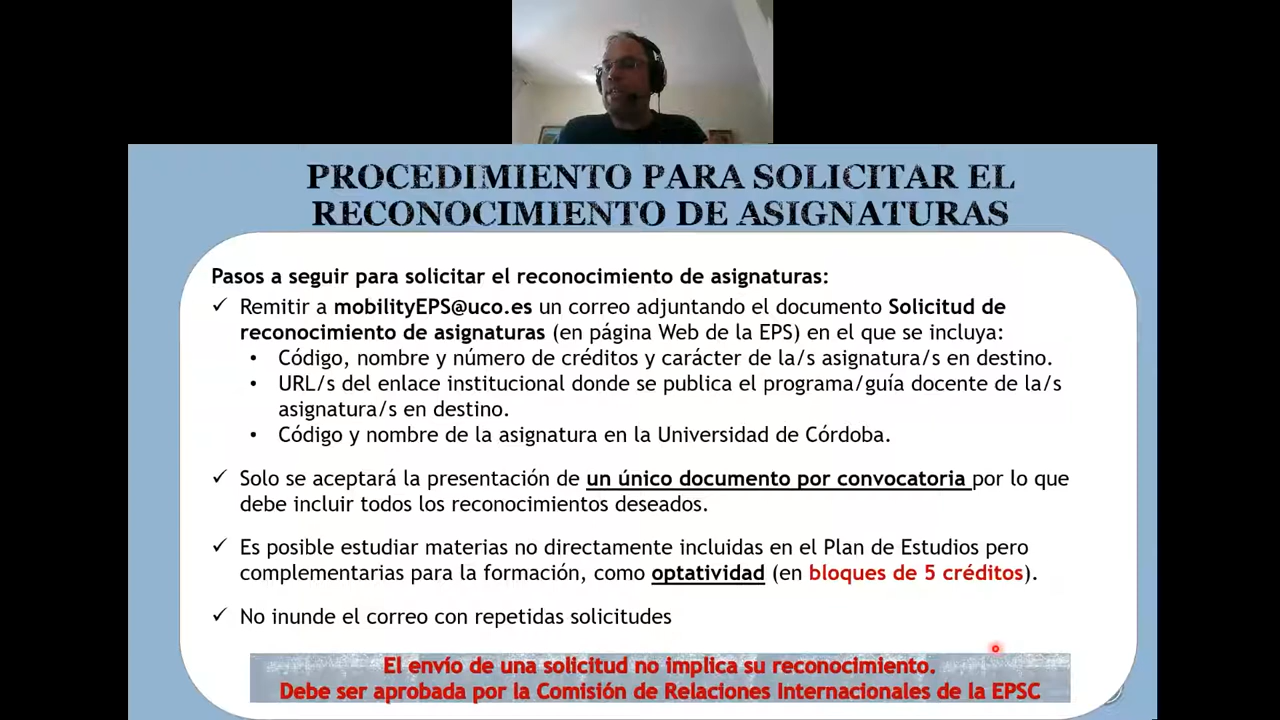 PROCEDIMIENTO PARA SOLICITAR EL
RECONOCIMIENTO DE ASIGNATURAS
Pasos a seguir para solicitar el reconocimiento de asignaturas:
✓ Remitir a mobilityEPS@uco.es un correo adjuntando el documento Solicitud de
reconocimiento de asignaturas (en página Web de la EPS) en el que se incluya:
• Código, nombre y número de créditos y carácter de la/s asignatura/s en destino.
• URL/s del enlace institucional donde se publica el programa/guía docente de la/s
asignatura/s en destino.
• Código y nombre de la asignatura en la Universidad de Córdoba.
✓ Solo se aceptará la presentación de un único documento por convocatoria por lo que
debe incluir todos los reconocimientos deseados.
✓ Es posible estudiar materias no directamente incluidas en el Plan de Estudios pero
complementarias para la formación, como optatividad (en bloques de 5 créditos).
✓ No inunde el correo con repetidas solicitudes
El envío de una solicitud no implica su reconocimiento.
Debe ser aprobada por la Comisión de Relaciones Internacionales de la EPSC